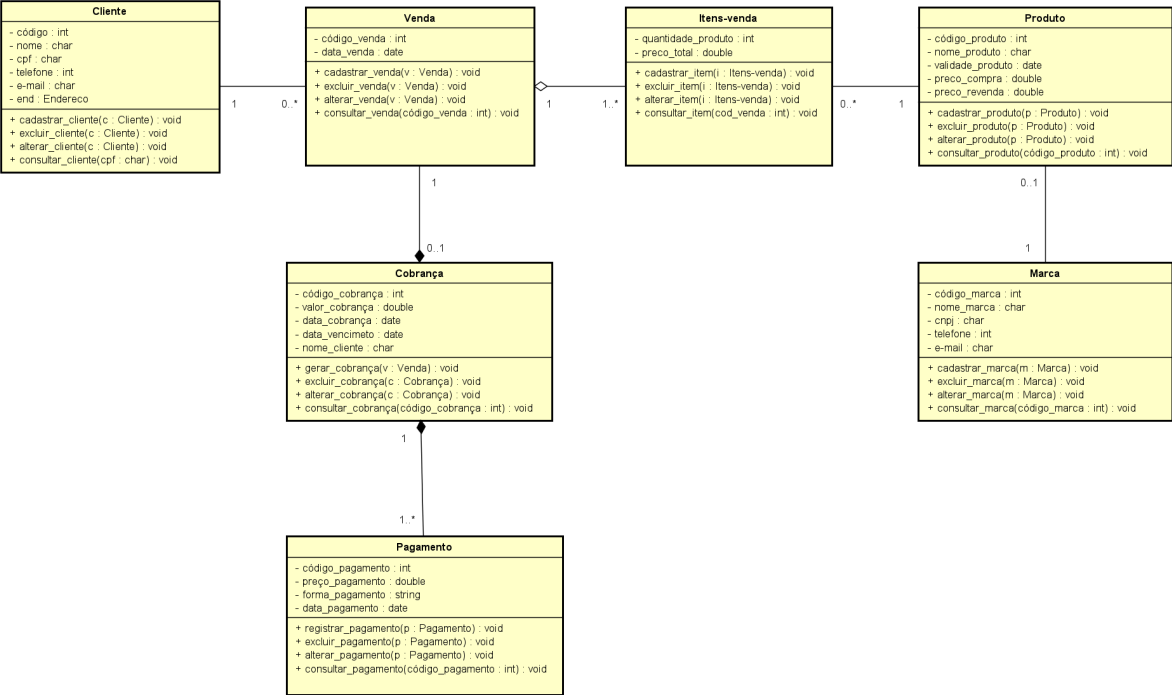 Cliente
- código : int
- nome : char
- cpf : char
- telefone : int
- e-mail : char
- end : Endereco
+ cadastrar_cliente(c : Cliente) : void
+ excluir_cliente(c : Cliente) : void
+ alterar_cliente(c : Cliente) : void
+ consultar_cliente(cpf : char) : void
1
0..*
Venda
- código_venda : int
- data_venda : date
+ cadastrar_venda(v : Venda) : void
+ excluir_venda(v : Venda) : void
+ alterar_venda(v : Venda) : void
+ consultar_venda(código_venda : int) : void
1
1..*
Itens-venda
- quantidade_produto : int
- preco_total : double
+ cadastrar_item(i : Itens-venda) : void
+ excluir_item(i : Itens-venda) : void
+ alterar_item(i : Itens-venda) : void
+ consultar_item(cod_venda : int) : void
0..*
1
Produto
- código_produto : int
- nome_produto : char
- validade_produto : date
- preco_compra : double
- preco_revenda : double
+ cadastrar_produto(p : Produto) : void
+ excluir_produto(p : Produto) : void
+ alterar_produto(p : Produto) : void
+ consultar_produto(código_produto : int) : void
1
0..1
0..1
1
Cobrança
- código_cobrança : int
- valor_cobrança : double
- data_cobrança : date
- data_vencimeto : date
- nome_cliente : char
+ gerar_cobrança(v : Venda) : void
+ excluir_cobrança(c : Cobrança) : void
+ alterar_cobrança(c : Cobrança) : void
+ consultar_cobrança(código_cobrança : int) : void
Marca
- código_marca : int
- nome_marca : char
- cnpj : char
- telefone : int
- e-mail : char
+ cadastrar_marca(m : Marca) : void
+ excluir_marca(m : Marca) : void
+ alterar_marca(m : Marca) : void
+ consultar_marca(código_marca : int) : void
1
1..*
Pagamento
- código_pagamento : int
- preço_pagamento : double
- forma_pagamento : string
- data_pagamento : date
+ registrar_pagamento(p : Pagamento) : void
+ excluir_pagamento(p : Pagamento) : void
+ alterar_pagamento(p : Pagamento) : void
+ consultar_pagamento(código_pagamento : int) : void